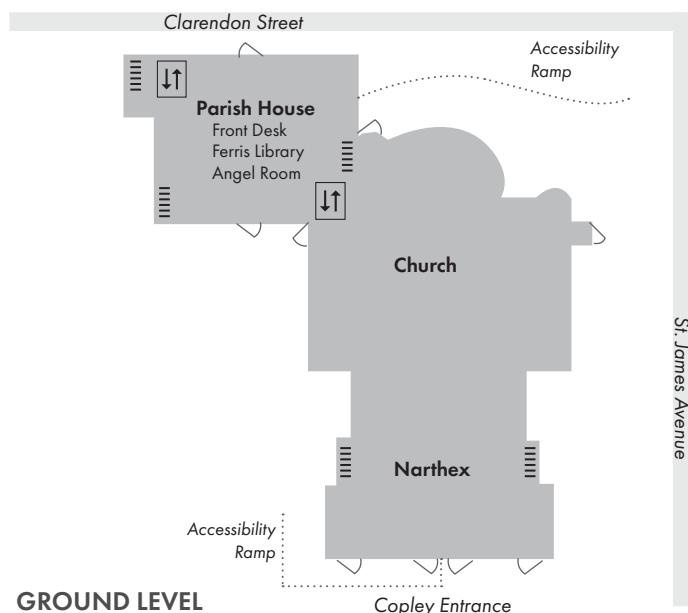 Clarendon Street
Accessibility
Ramp
Parish House
Front Desk
Ferris Library
Angel Room
Church
St. James Avenue
Narthex
Accessibility
Ramp
GROUND LEVEL
Copley Entrance